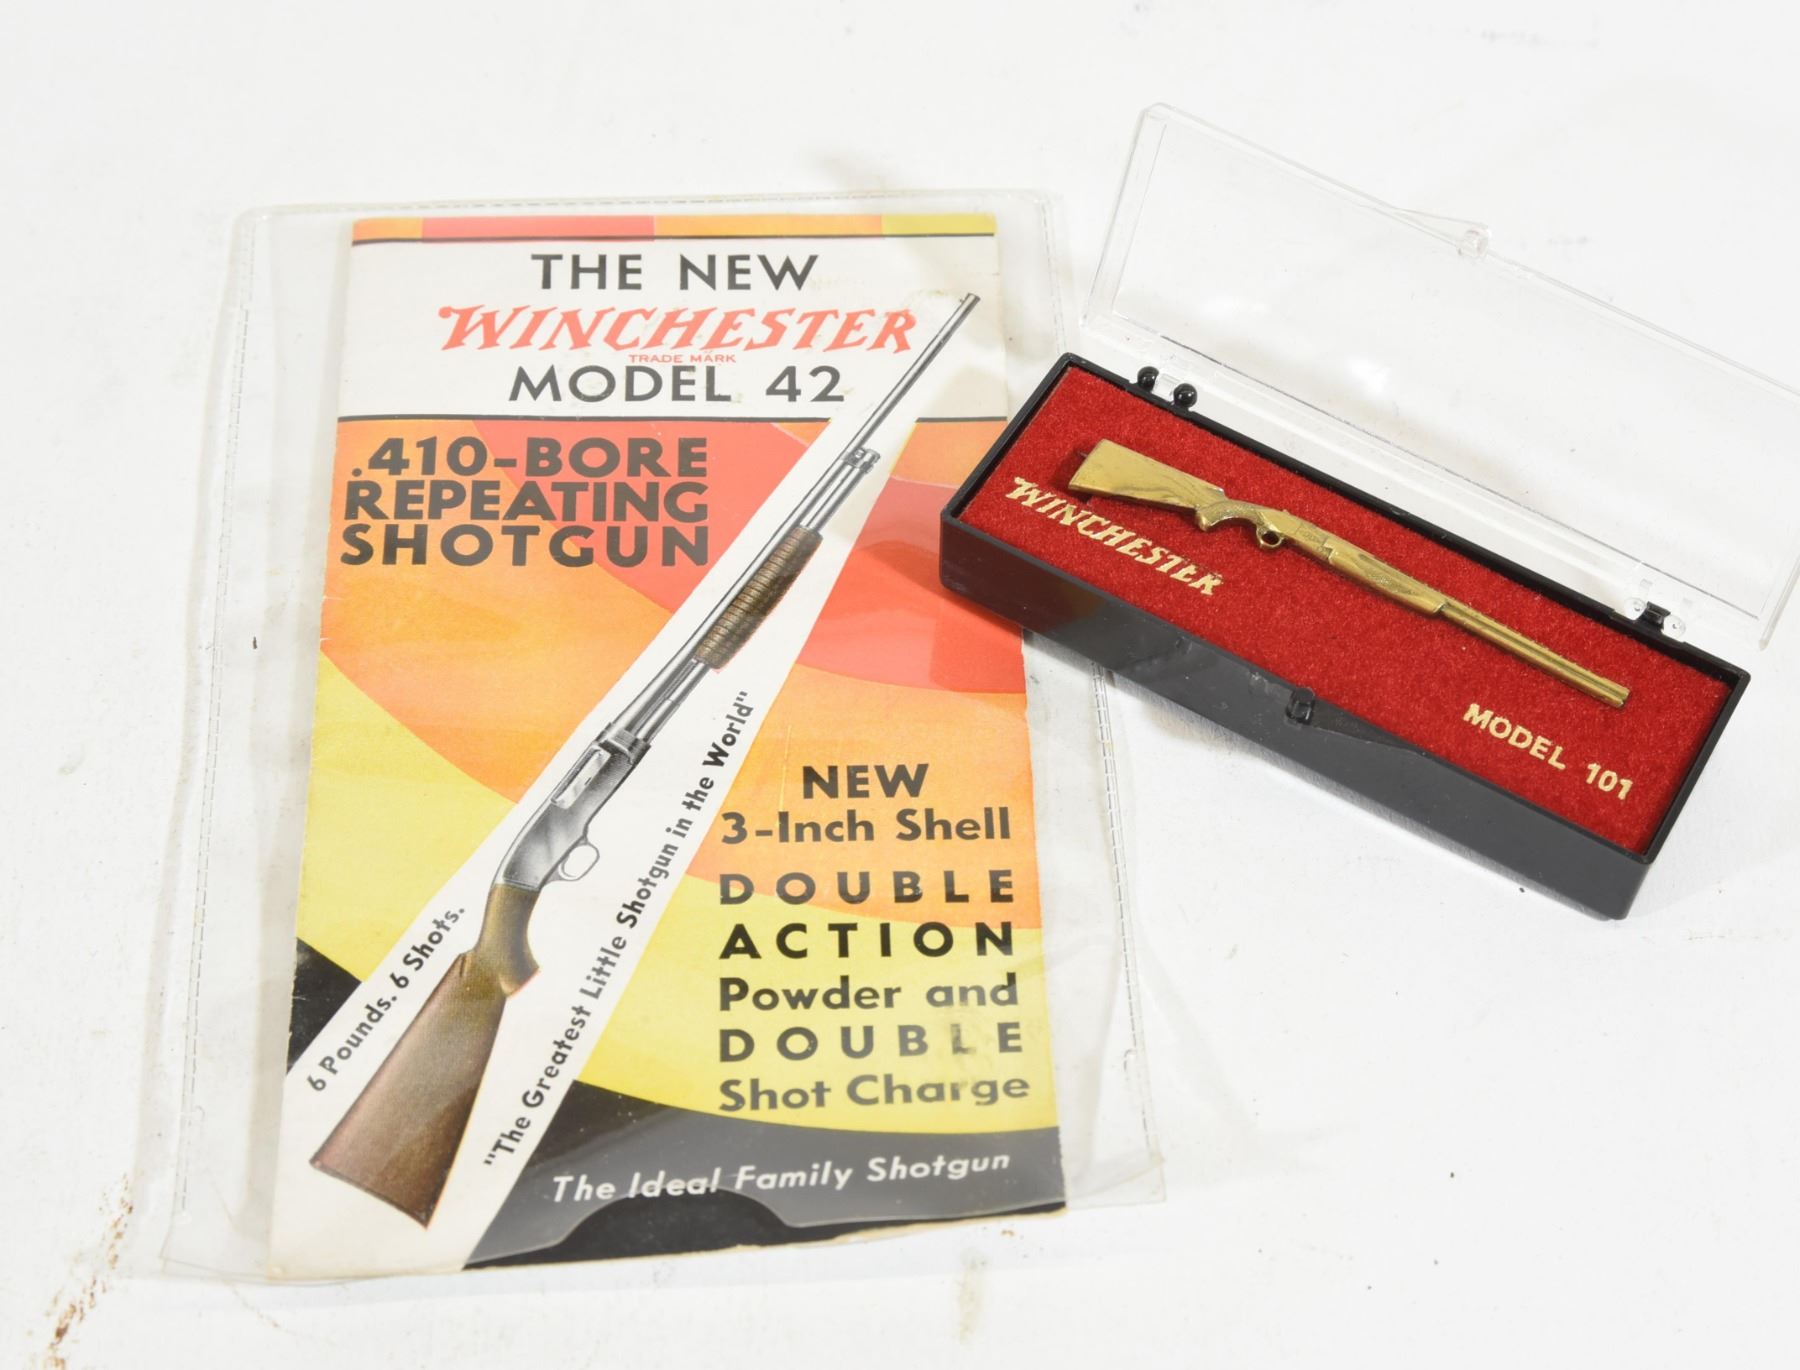 THE NEW
WINCHESTER
TRADE MARK
MODEL 42
.410-BORE
REPEATING
SHOTGUN
6 Pounds. 6 Shots.
"The Greatest Little Shotgun in the World"
NEW
3-Inch Shell
DOUBLE
ACTION
Powder and
DOUBLE
Shot Charge
The Ideal Family Shotgun
WINCHESTER
MODEL 101